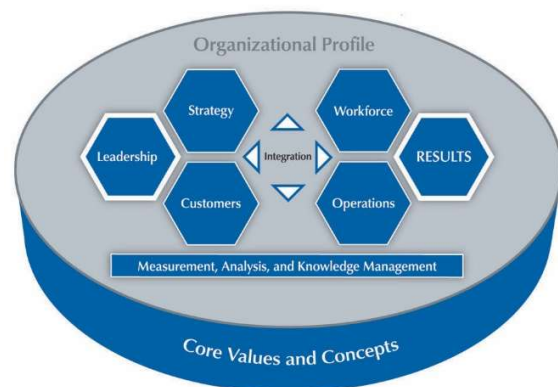 Organizational Profile
Strategy
Workforce
Leadership
Integration
RESULTS
Customers
Operations
Measurement, Analysis, and Knowledge Management
Core Values and Concepts